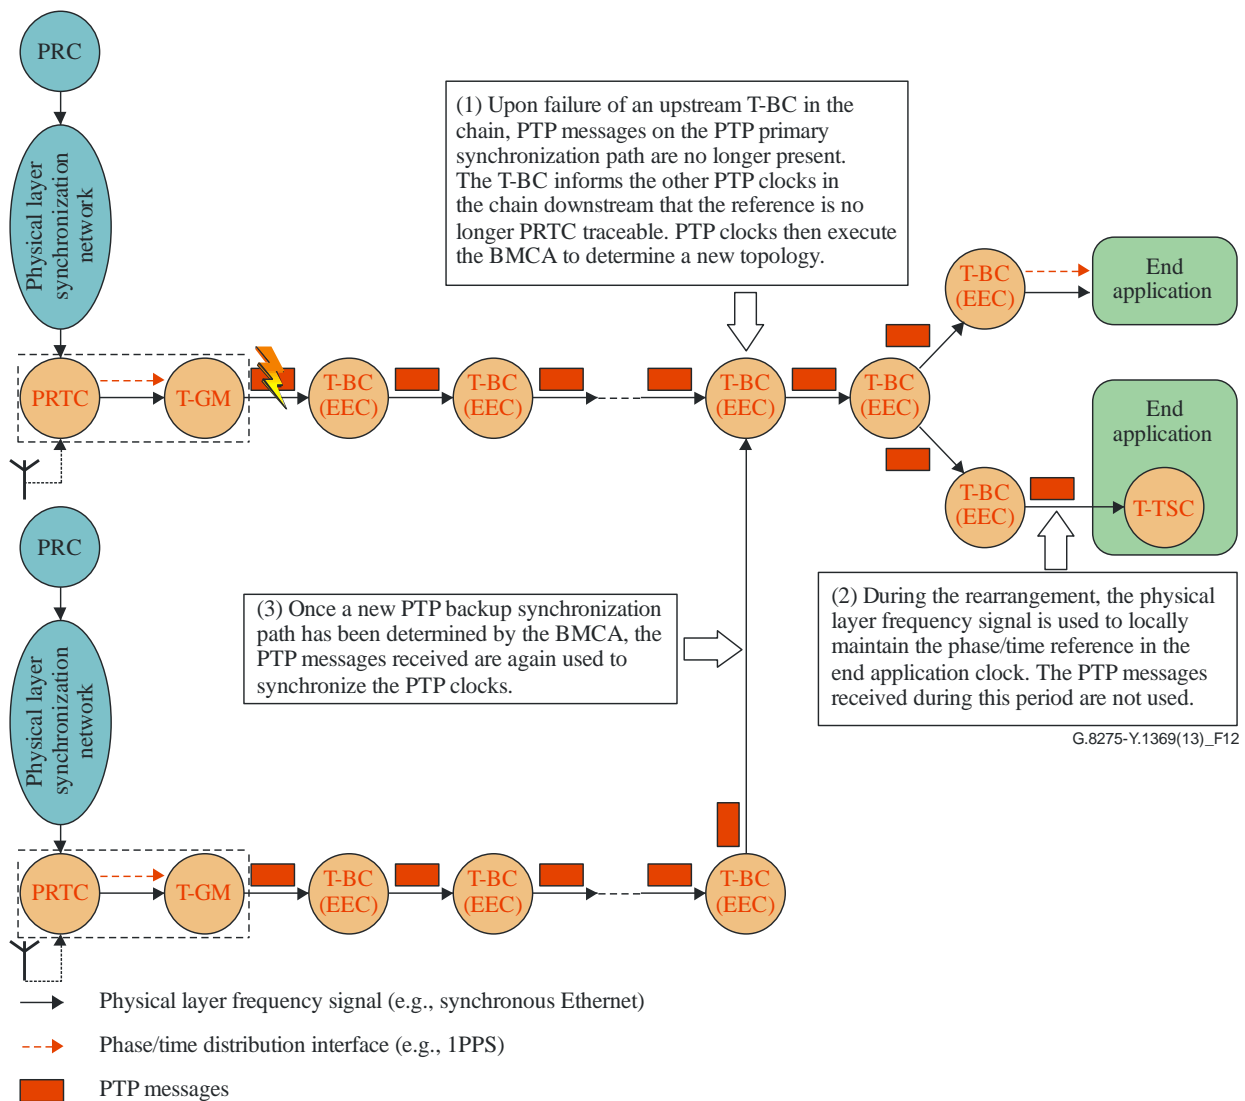 PRC
Physical layer
synchronization
network
(1) Upon failure of an upstream T-BC in the
chain, PTP messages on the PTP primary
synchronization path are no longer present.
The T-BC informs the other PTP clocks in
the chain downstream that the reference is no
longer PRTC traceable. PTP clocks then execute
the BMCA to determine a new topology.
T-BC
(EEC)
End
application
PRTC
T-GM
T-BC
(EEC)
T-BC
(EEC)
T-BC
(EEC)
T-BC
(EEC)
End
application
T-BC
(EEC)
T-TSC
PRC
Physical layer
synchronization
network
(3) Once a new PTP backup synchronization
path has been determined by the BMCA, the
PTP messages received are again used to
synchronize the PTP clocks.
(2) During the rearrangement, the physical
layer frequency signal is used to locally
maintain the phase/time reference in the
end application clock. The PTP messages
received during this period are not used.
G.8275-Y.1369(13)_F12
PRTC
T-GM
T-BC
(EEC)
T-BC
(EEC)
T-BC
(EEC)
Physical layer frequency signal (e.g., synchronous Ethernet)
Phase/time distribution interface (e.g., 1PPS)
PTP messages